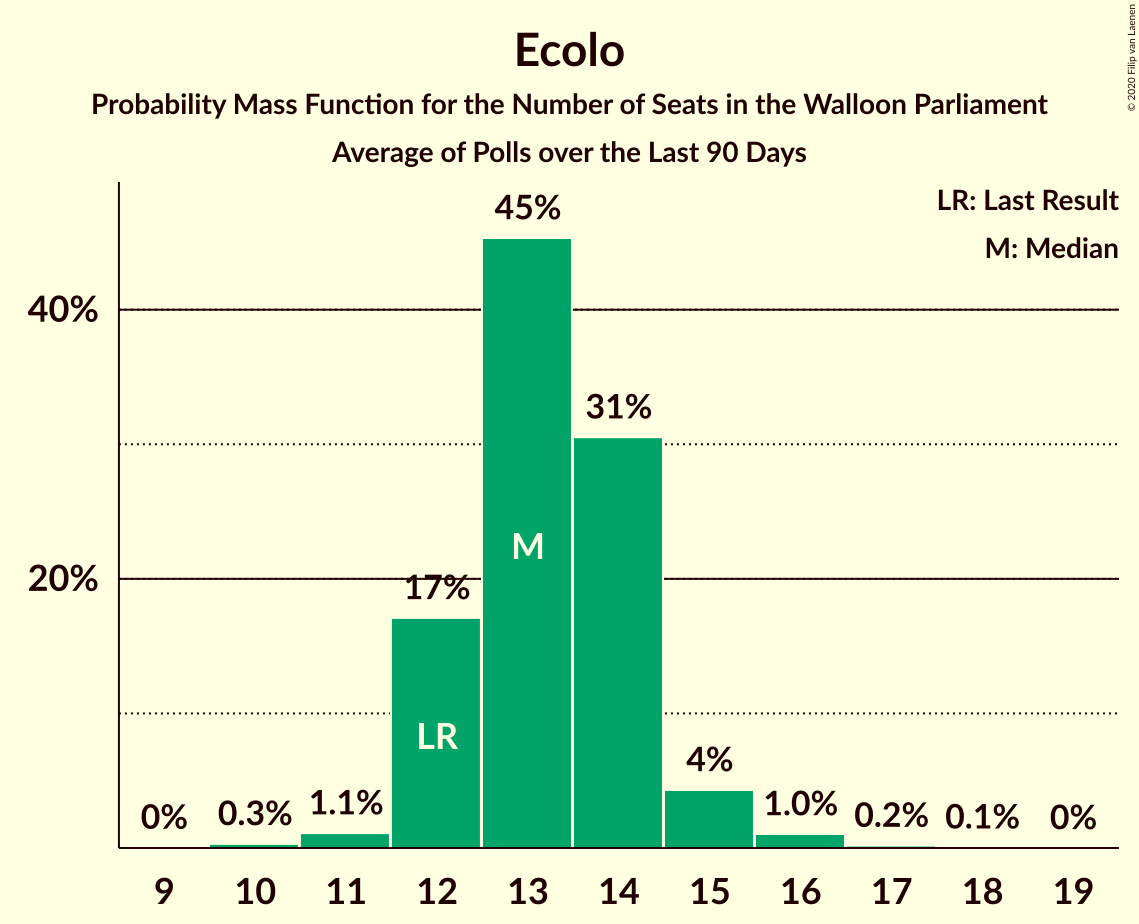 Ecolo
Probability Mass Function for the Number of Seats in the Walloon Parliament
Average of Polls over the Last 90 Days
© 2020 Filip van Laenen
LR: Last Result
M: Median
45%
40%
31%
M
20%
17%
LR
4%
0%
0.3%
1.1%
1.0%
0.2%
0.1%
0%
9 10 11 12 13 14 15 16 17 18 19